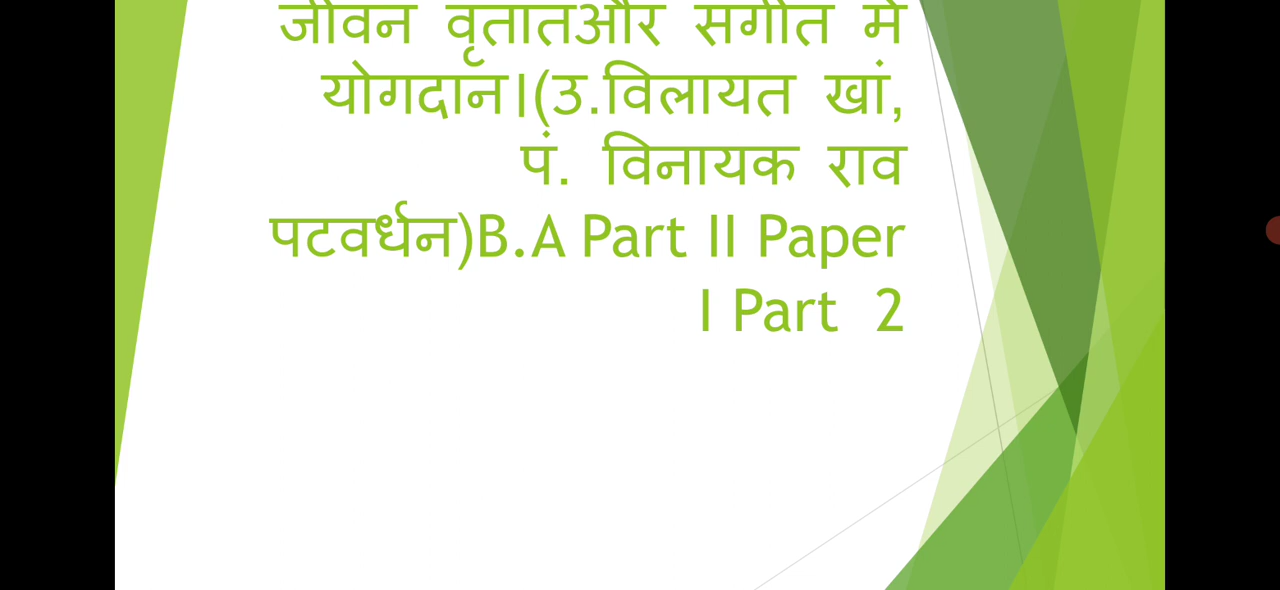 जीवन वृतांतऔर संगीत में
योगदान।(उ.विलायत खां,
पं. विनायक राव
पटवर्धन)B.A Part II Paper
I Part 2